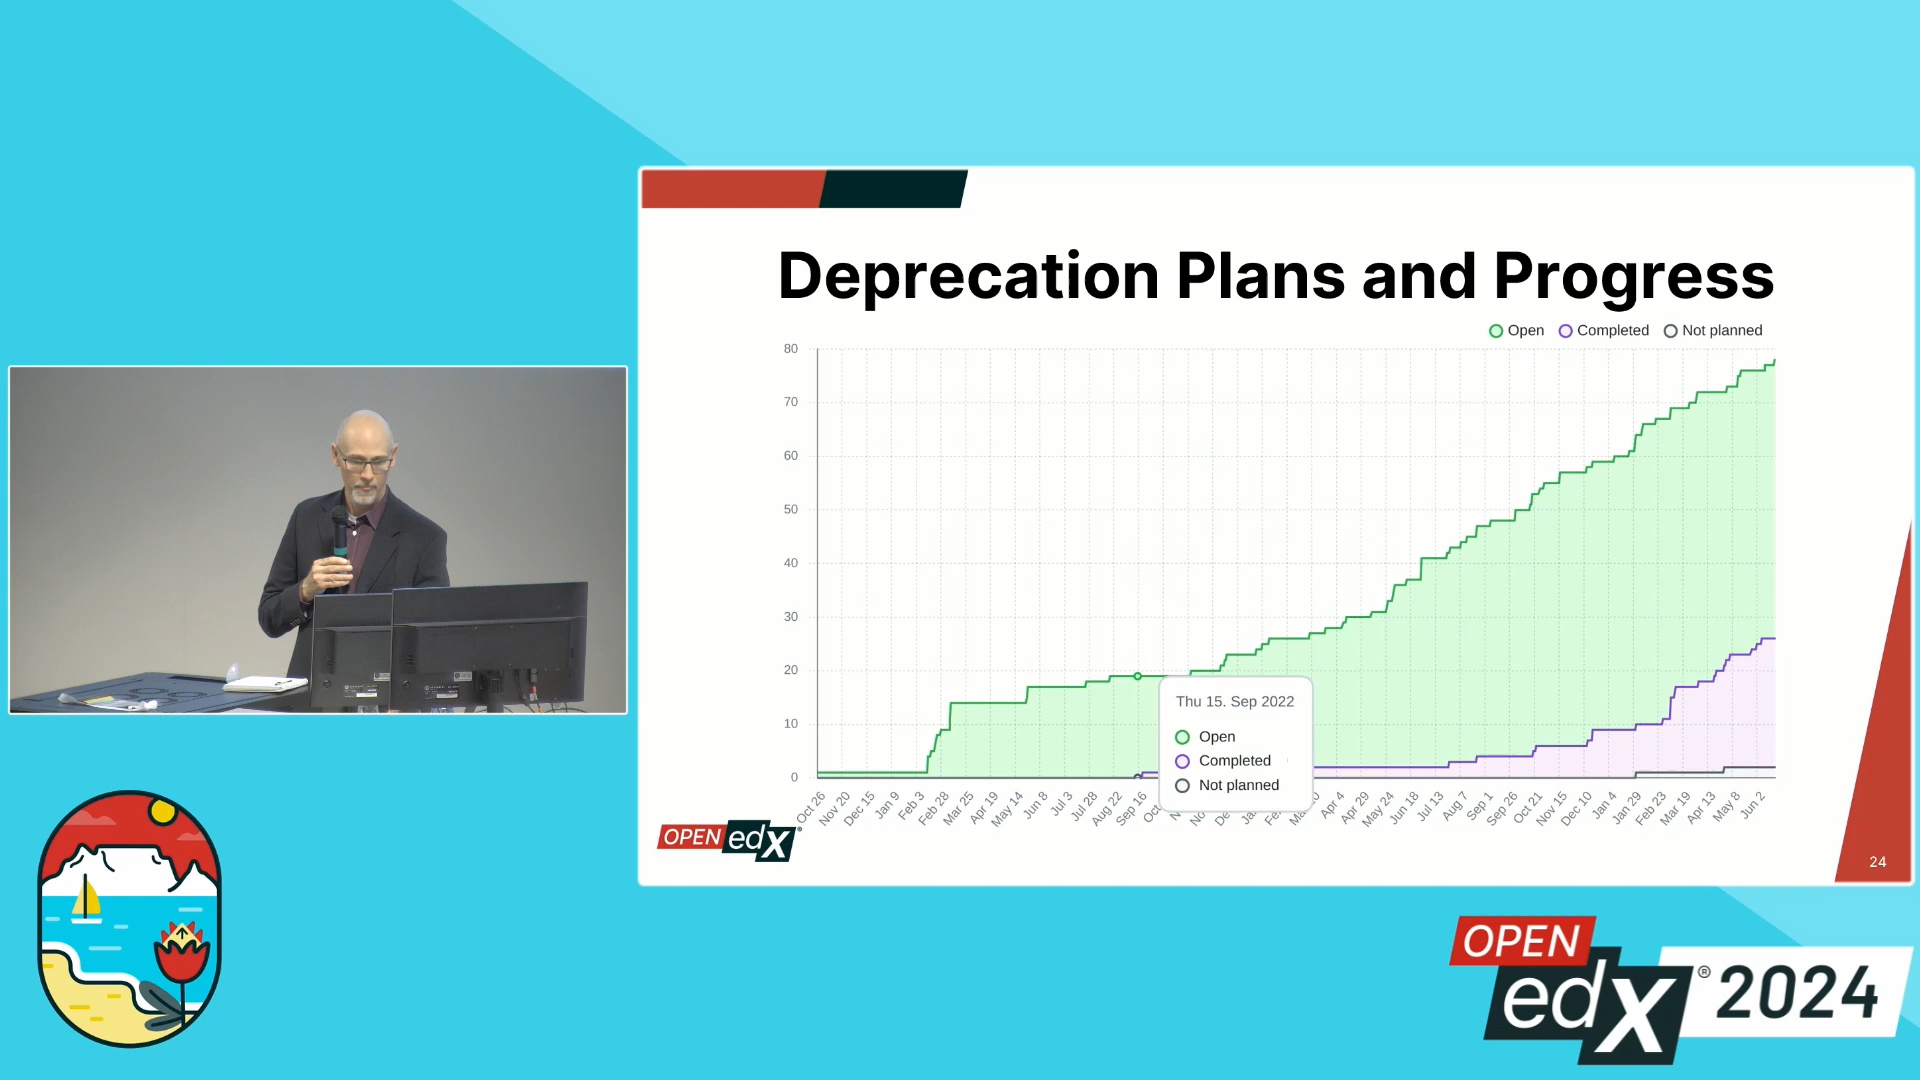 Deprecation Plans and Progress
Open Completed Not planned
80
70
60
50
40
30
20
10
0
Thu 15. Sep 2022
Open
Completed
Not planned
Oct 26 Nov 20 Dec 15 Jan 9 Feb 3 Feb 28 Mar 25 Apr 19 May 14 Jun 8 Jul 3 Jul 28 Aug 22 Sep 16 Apr 4 Apr 29 May 24 Jun 18 Jul 13 Aug 7 Sep 1 Sep 26 Oct 21 Nov 15 Dec 10 Jan 4 Jan 29 Feb 23 Mar 19 Apr 13 May 8 Jun 2
OPEN edX
24
OPEN
edX® 2024